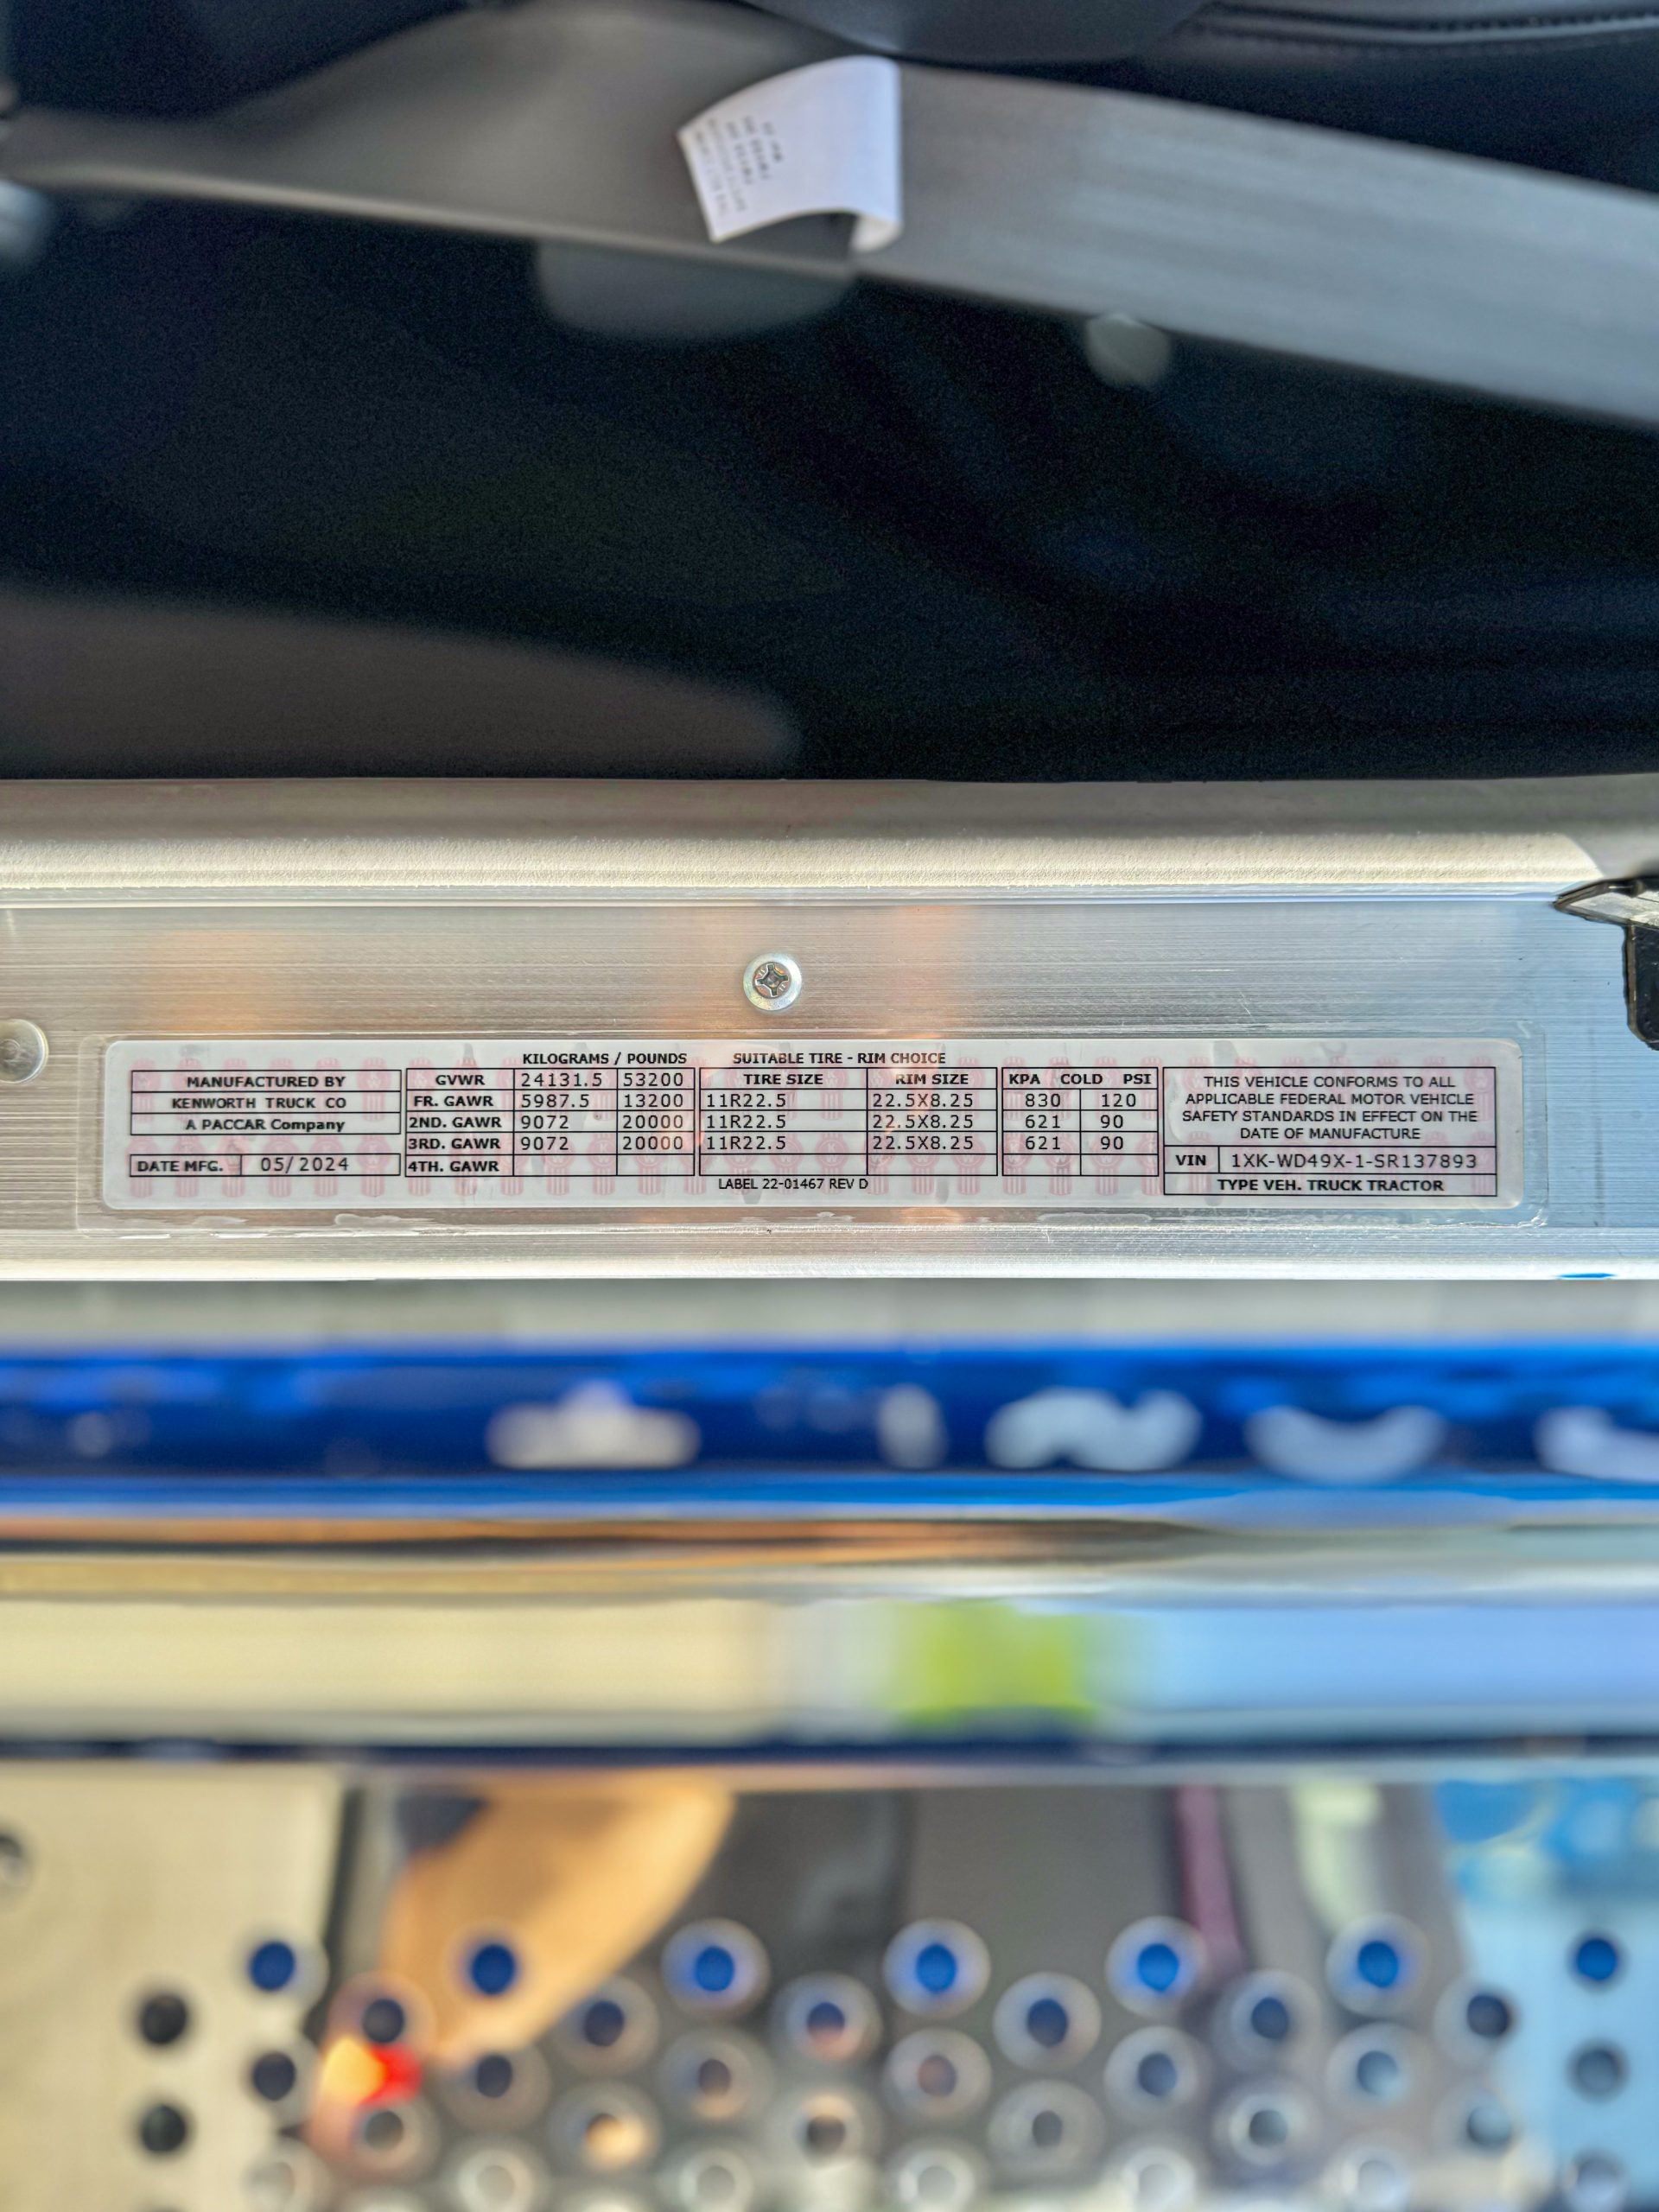 KILOGRAMS / POUNDS SUITABLE TIRE - RIM CHOICE
MANUFACTURED BY
KENWORTH TRUCK CO
A PACCAR Company
DATE MFG. 05/2024
GVWR 24131.5 53200 TIRE SIZE RIM SIZE KPA COLD PSI
FR. GAWR 5987.5 13200 11R22.5 22.5X8.25 830 120
2ND. GAWR 9072 20000 11R22.5 22.5X8.25 621 90
3RD. GAWR 9072 20000 11R22.5 22.5X8.25 621 90
4TH. GAWR
LABEL 22-01467 REV D
THIS VEHICLE CONFORMS TO ALL
APPLICABLE FEDERAL MOTOR VEHICLE
SAFETY STANDARDS IN EFFECT ON THE
DATE OF MANUFACTURE
VIN 1XK-WD49X-1-SR137893
TYPE VEH. TRUCK TRACTOR